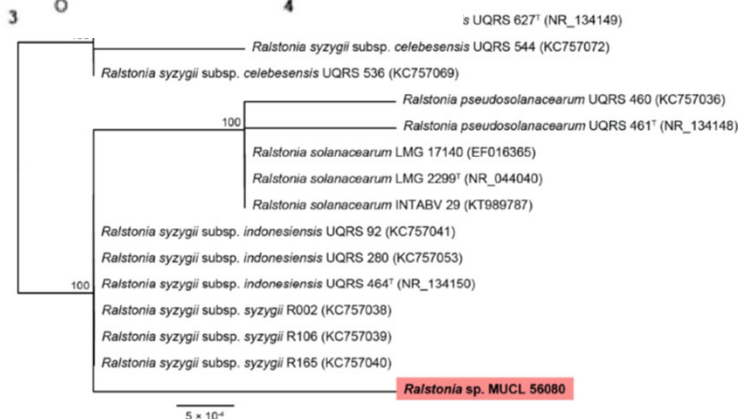 3 O 4
s UQRS 627ᵀ (NR_134149)
Ralstonia syzygii subsp. celebesensis UQRS 544 (KC757072)
Ralstonia syzygii subsp. celebesensis UQRS 536 (KC757069)
Ralstonia pseudosolanacearum UQRS 460 (KC757036)
100
Ralstonia pseudosolanacearum UQRS 461ᵀ (NR_134148)
Ralstonia solanacearum LMG 17140 (EF016365)
Ralstonia solanacearum LMG 2299ᵀ (NR_044040)
Ralstonia solanacearum INTABV 29 (KT989787)
Ralstonia syzygii subsp. indonesiensis UQRS 92 (KC757041)
Ralstonia syzygii subsp. indonesiensis UQRS 280 (KC757053)
100 Ralstonia syzygii subsp. indonesiensis UQRS 464ᵀ (NR_134150)
Ralstonia syzygii subsp. syzygii R002 (KC757038)
Ralstonia syzygii subsp. syzygii R106 (KC757039)
Ralstonia syzygii subsp. syzygii R165 (KC757040)
Ralstonia sp. MUCL 56080
5 × 10⁻⁴